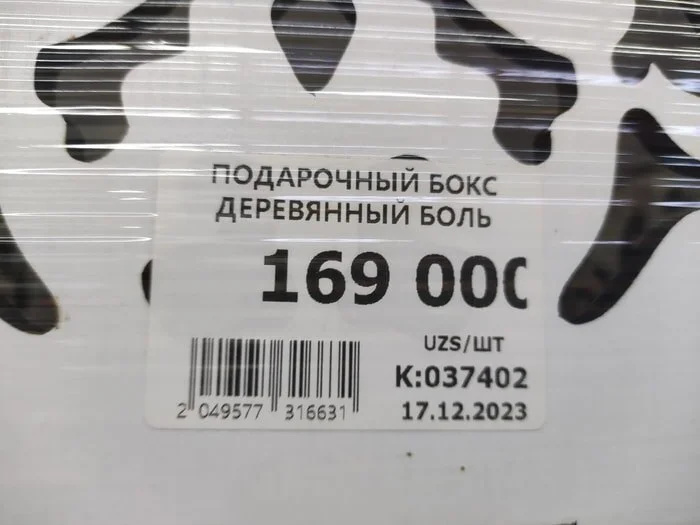 ПОДАРОЧНЫЙ БОКС
ДЕРЕВЯННЫЙ БОЛЬ
169 000
UZS/ШТ
K:037402
2 049577 316631
17.12.2023